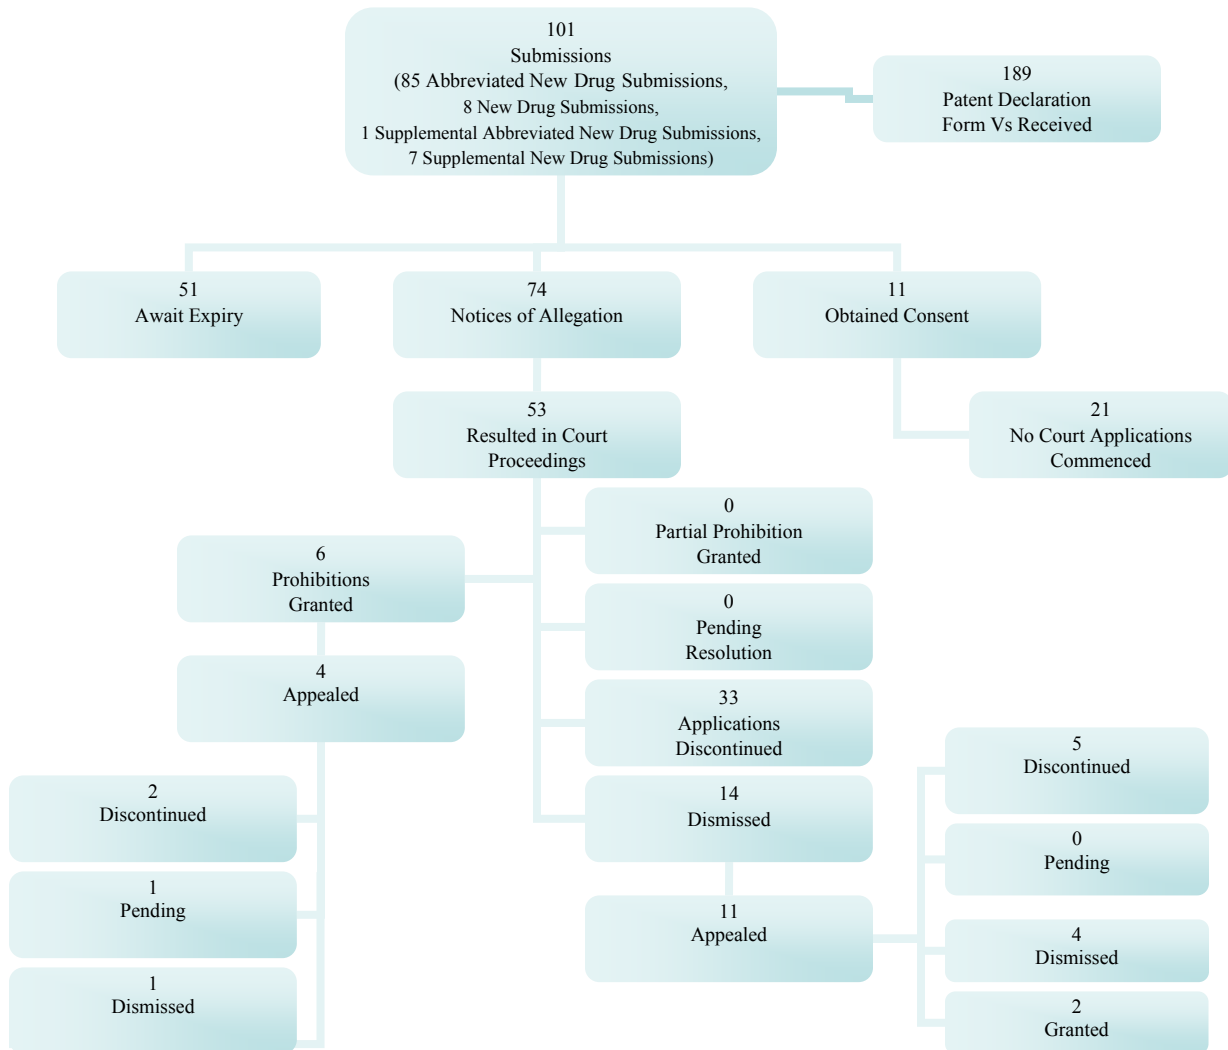 101
Submissions
(85 Abbreviated New Drug Submissions,
8 New Drug Submissions,
1 Supplemental Abbreviated New Drug Submissions,
7 Supplemental New Drug Submissions)
189
Patent Declaration
Form Vs Received
51
Await Expiry
74
Notices of Allegation
11
Obtained Consent
53
Resulted in Court
Proceedings
21
No Court Applications
Commenced
0
Partial Prohibition
Granted
6
Prohibitions
Granted
0
Pending
Resolution
4
Appealed
33
Applications
Discontinued
5
Discontinued
2
Discontinued
14
Dismissed
0
Pending
1
Pending
11
Appealed
4
Dismissed
1
Dismissed
2
Granted